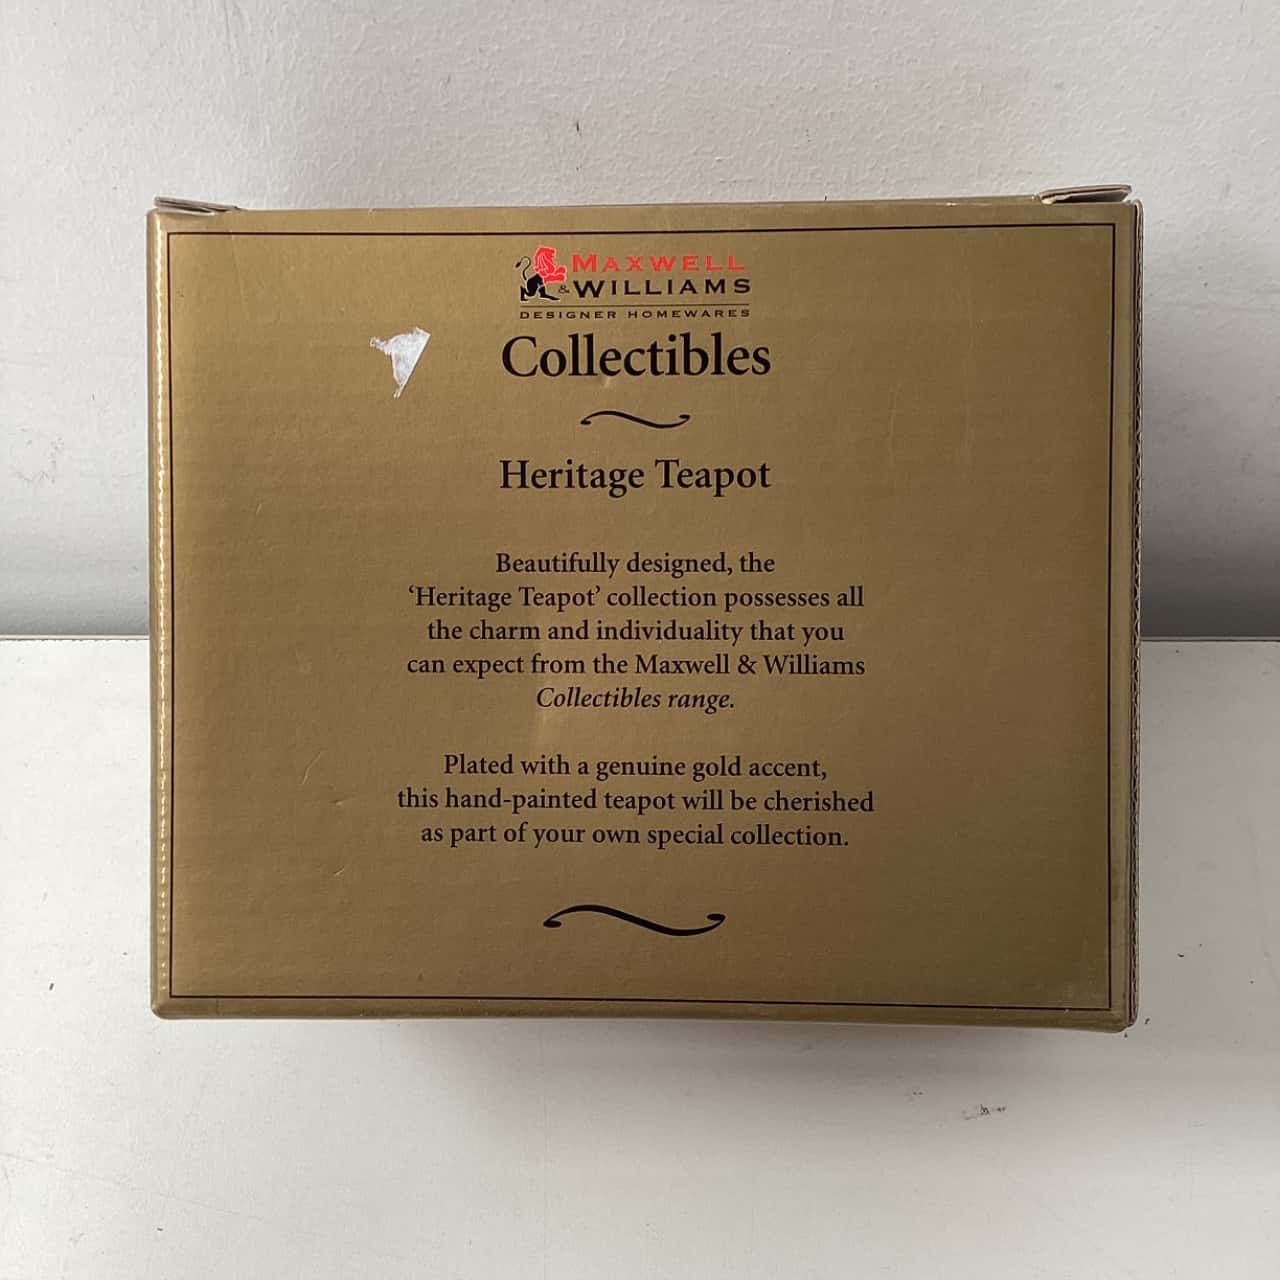 MAXWELL
& WILLIAMS
DESIGNER HOMEWARES
Collectibles
Heritage Teapot
Beautifully designed, the
‘Heritage Teapot’ collection possesses all
the charm and individuality that you
can expect from the Maxwell & Williams
Collectibles range.
Plated with a genuine gold accent,
this hand-painted teapot will be cherished
as part of your own special collection.